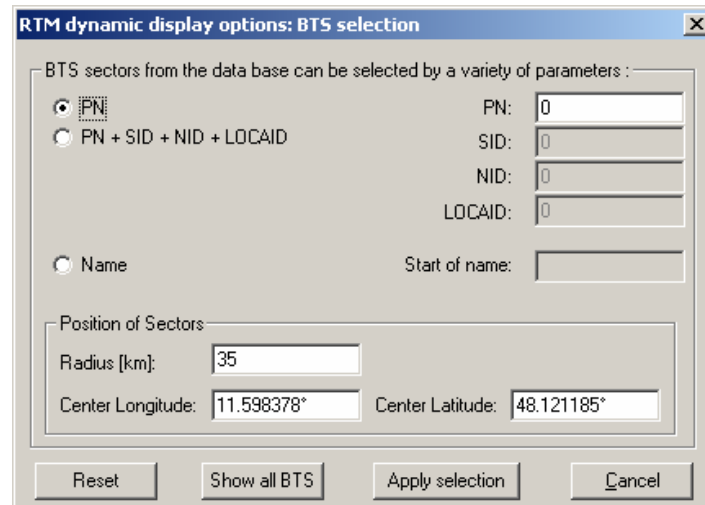 RTM dynamic display options: BTS selection
BTS sectors from the data base can be selected by a variety of parameters :
PN
PN: 0
PN + SID + NID + LOCAID
SID: 0
NID: 0
LOCAID: 0
Name
Start of name:
Position of Sectors
Radius [km]: 35
Center Longitude: 11.598378° Center Latitude: 48.121185°
Reset Show all BTS Apply selection Cancel